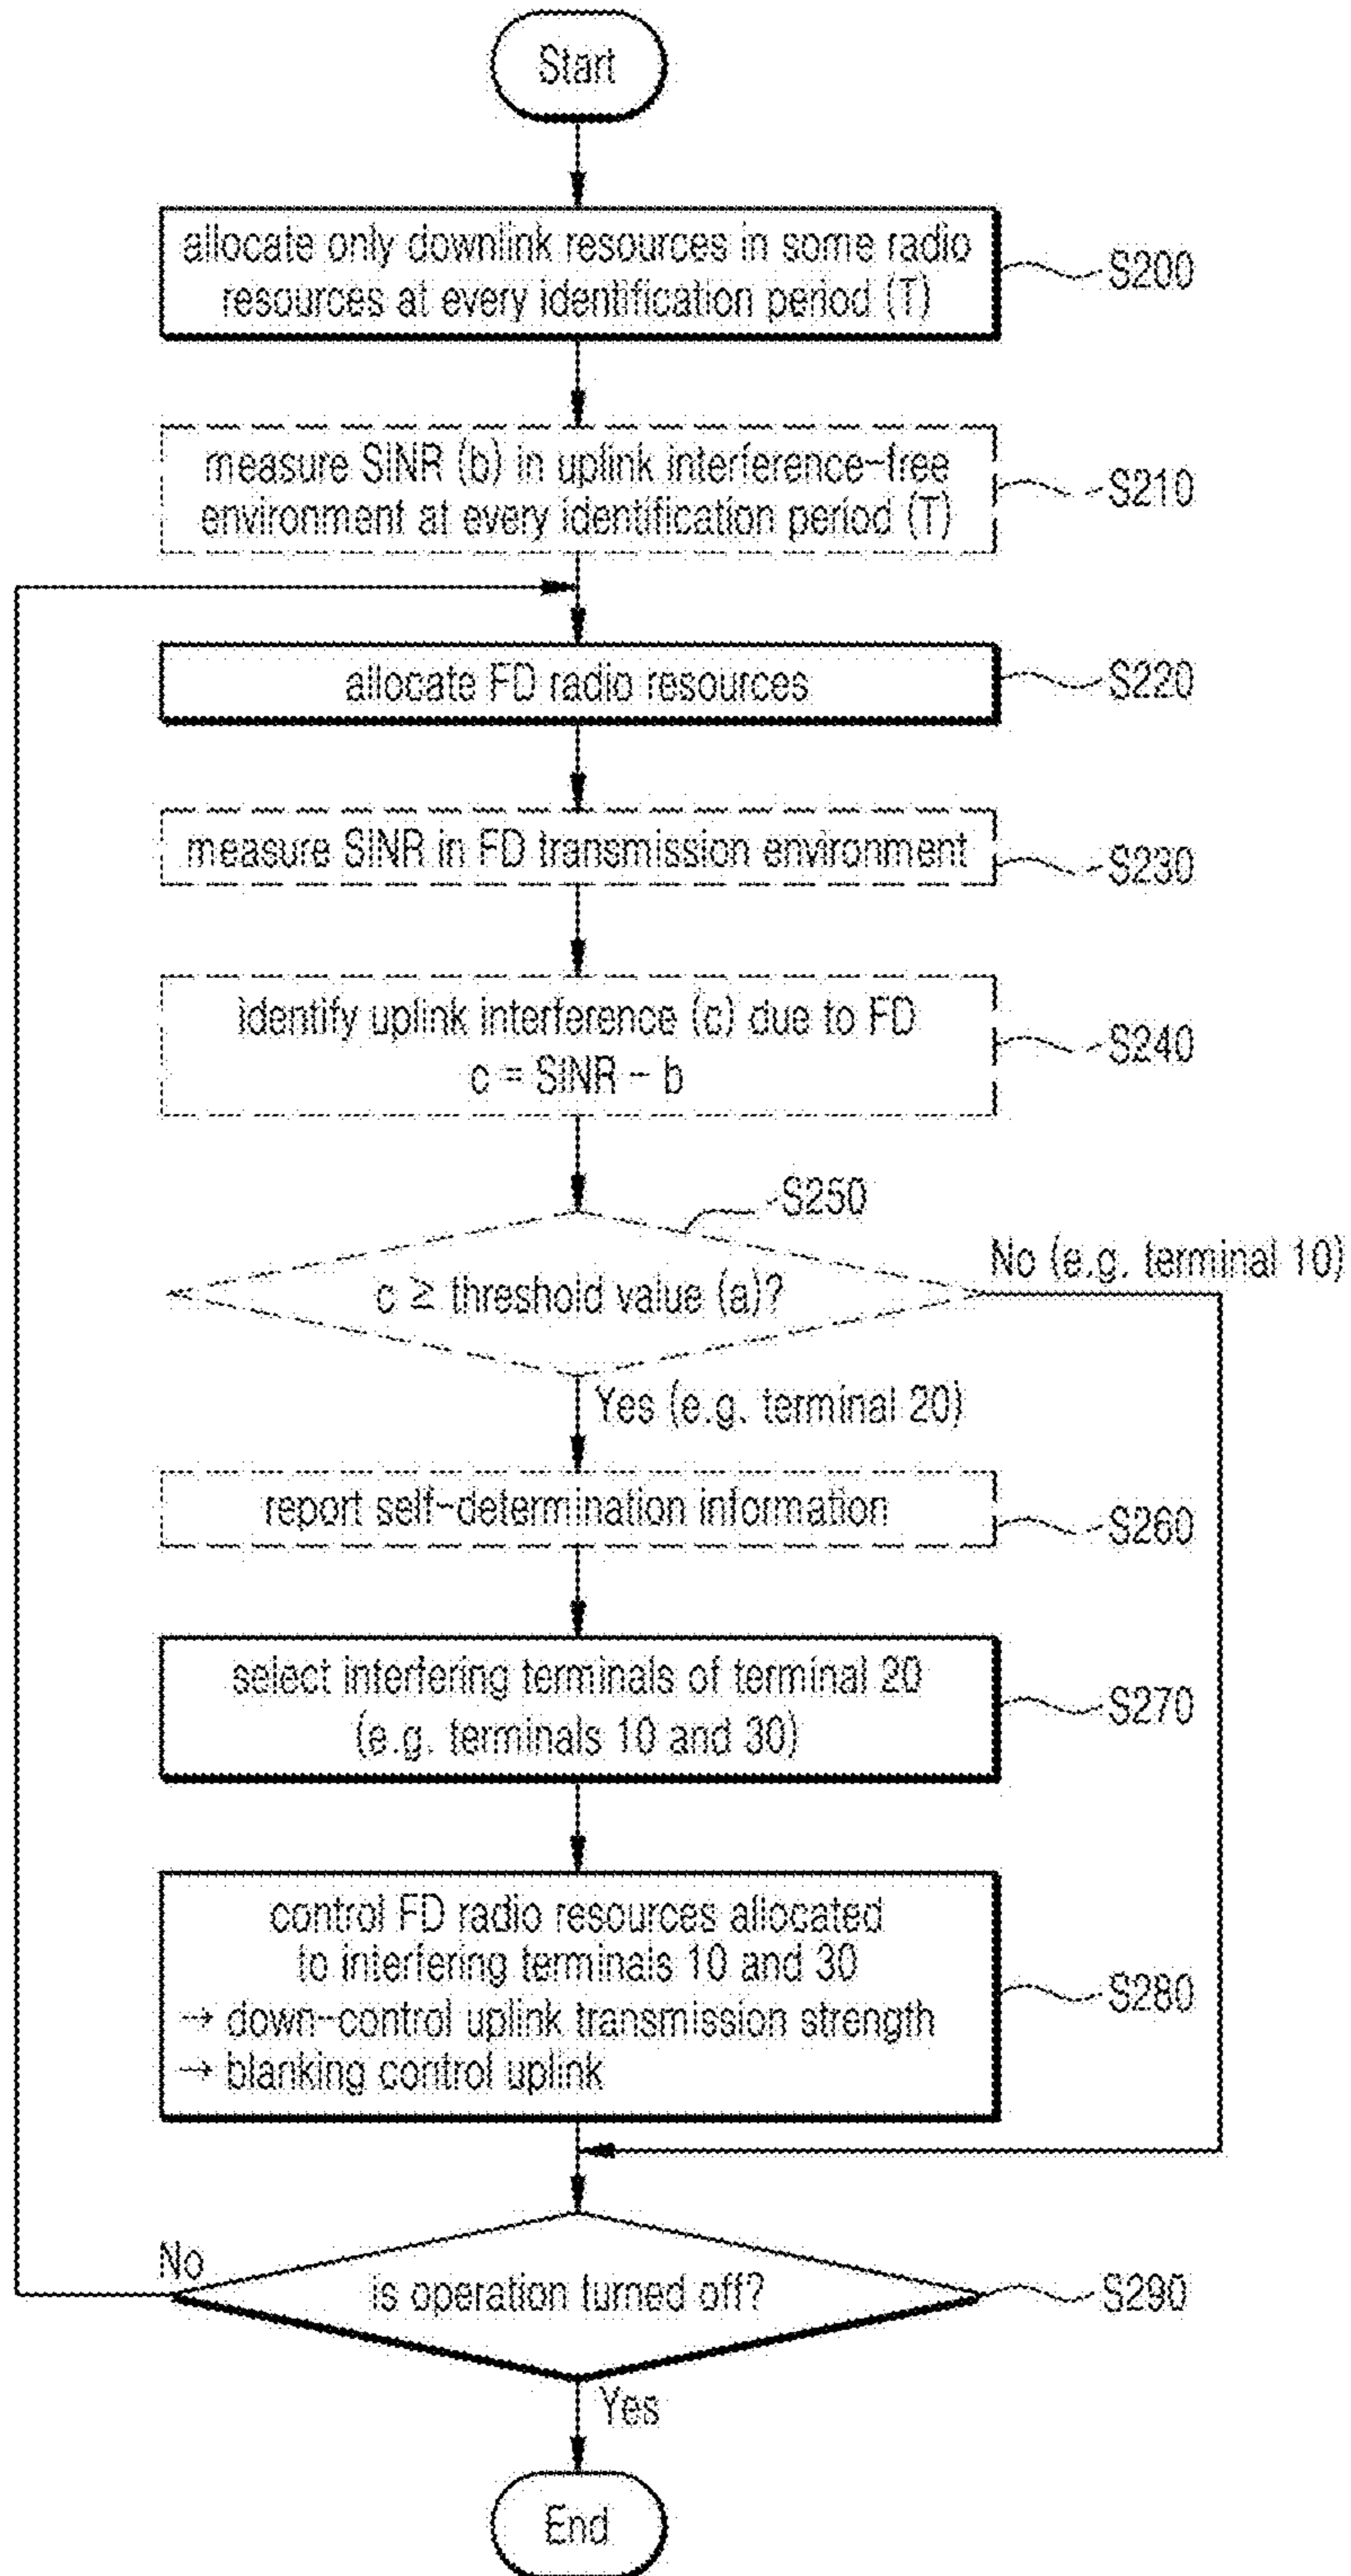 Start
allocate only downlink resources in some radio
resources at every identification period (T)
S200
measure SINR (b) in uplink interference-free
environment at every identification period (T)
S210
allocate FD radio resources
S220
measure SINR in FD transmission environment
S230
identify uplink interference (c) due to FD
c = SINR - b
S240
S250
c ≥ threshold value (a)?
No (e.g. terminal 10)
Yes (e.g. terminal 20)
report self-determination information
S260
select interfering terminals of terminal 20
(e.g. terminals 10 and 30)
S270
control FD radio resources allocated
to interfering terminals 10 and 30
→ down-control uplink transmission strength
→ blanking control uplink
S280
No
is operation turned off?
S290
Yes
End